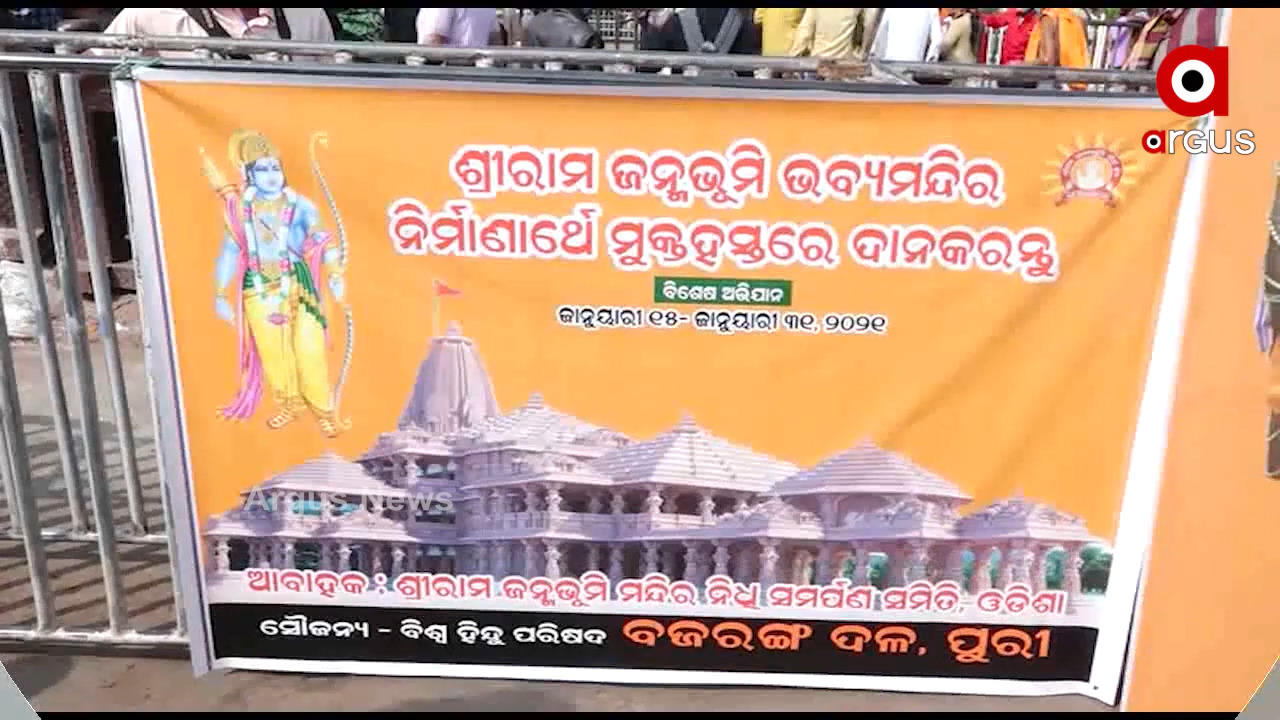 argus
ଶ୍ରୀରାମ ଜନ୍ମଭୂମି ଭବ୍ୟମନ୍ଦିର
ନିର୍ମାଣାର୍ଥେ ମୁକ୍ତହସ୍ତରେ ଦାନକରନ୍ତୁ
ବିଶେଷ ଅଭିଯାନ
ଜାନୁୟାରୀ ୧୫- ଜାନୁୟାରୀ ୩୧, ୨୦୨୧
Argus News
ଆବାହକ : ଶ୍ରୀରାମ ଜନ୍ମଭୂମି ମନ୍ଦିର ନିଧି ସମର୍ପଣ ସମିତି, ଓଡିଶା
ସୌଜନ୍ୟ - ବିଶ୍ୱ ହିନ୍ଦୁ ପରିଷଦ ବଜରଙ୍ଗ ଦଳ, ପୁରୀ